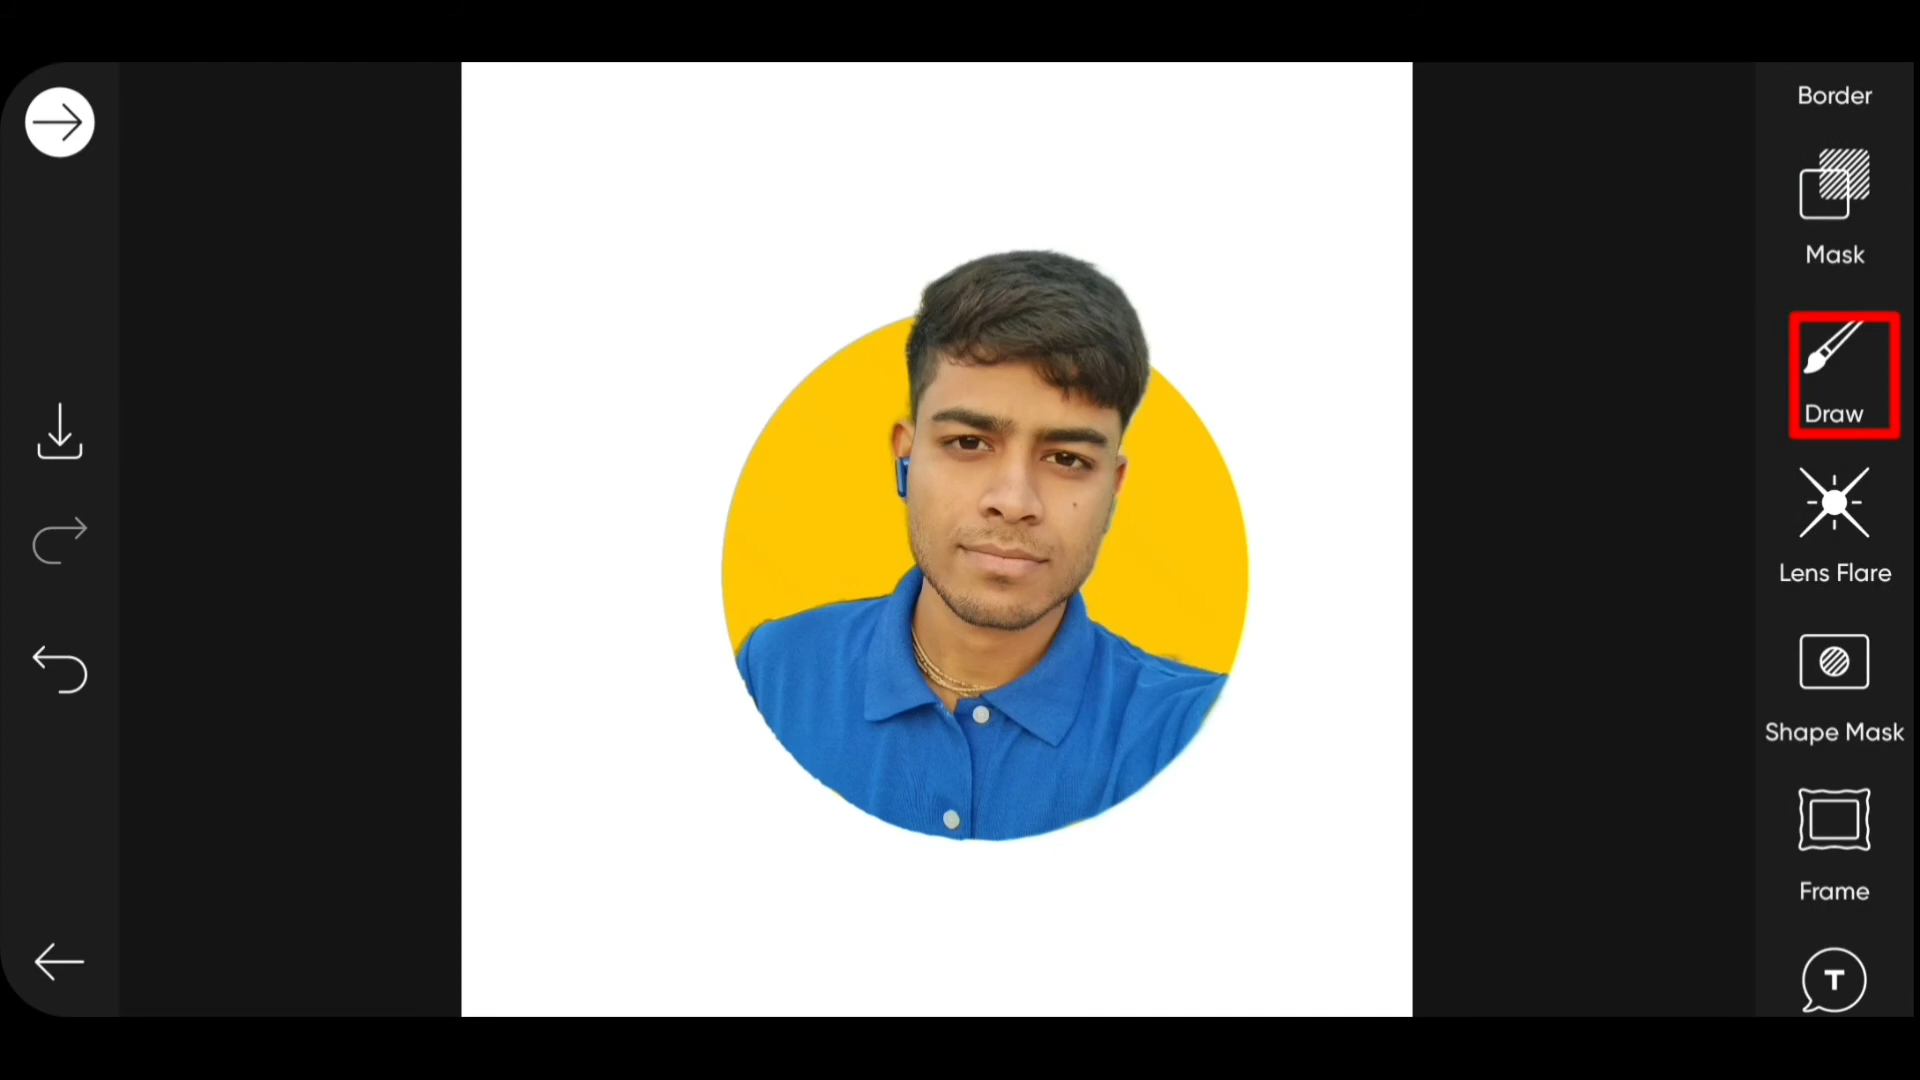 Border
Mask
Draw
Lens Flare
Shape Mask
Frame
T